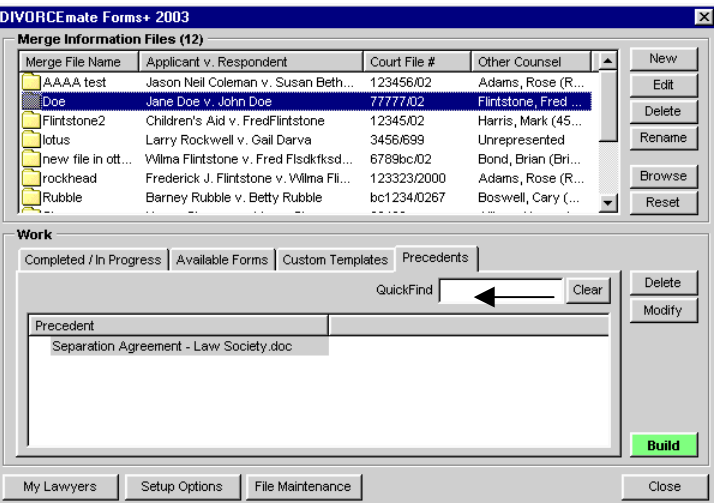 DIVORCEmate Forms+ 2003
Merge Information Files (12)
Merge File Name Applicant v. Respondent Court File # Other Counsel New
AAAA test Jason Neil Coleman v. Susan Beth... 123456/02 Adams, Rose (R... Edit
Doe Jane Doe v. John Doe 77777/02 Flintstone, Fred ...
Flintstone2 Children's Aid v. FredFlintstone 12345/02 Harris, Mark (45... Delete
lotus Larry Rockwell v. Gail Darva 3456/699 Unrepresented Rename
new file in ott... Wilma Flintstone v. Fred Flsdkfksd... 6789bc/02 Bond, Brian (Bri...
rockhead Frederick J. Flintstone v. Wilma Fli... 123323/2000 Adams, Rose (R... Browse
Rubble Barney Rubble v. Betty Rubble bc1234/0267 Boswell, Cary (... Reset
Work
Completed / In Progress Available Forms Custom Templates Precedents
QuickFind Clear Delete
Modify
Precedent
Separation Agreement - Law Society.doc
Build
My Lawyers Setup Options File Maintenance Close